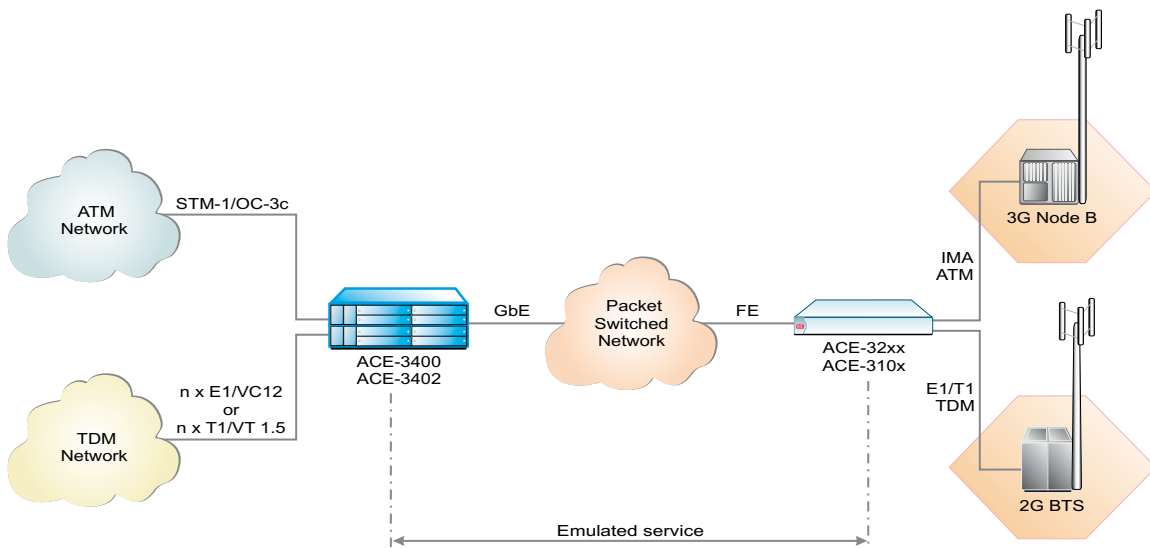 ATM
Network
STM-1/OC-3c
3G Node B
IMA
ATM
GbE
Packet
Switched
Network
FE
ACE-3400
ACE-3402
ACE-32xx
ACE-310x
n x E1/VC12
or
n x T1/VT 1.5
TDM
Network
E1/T1
TDM
2G BTS
Emulated service